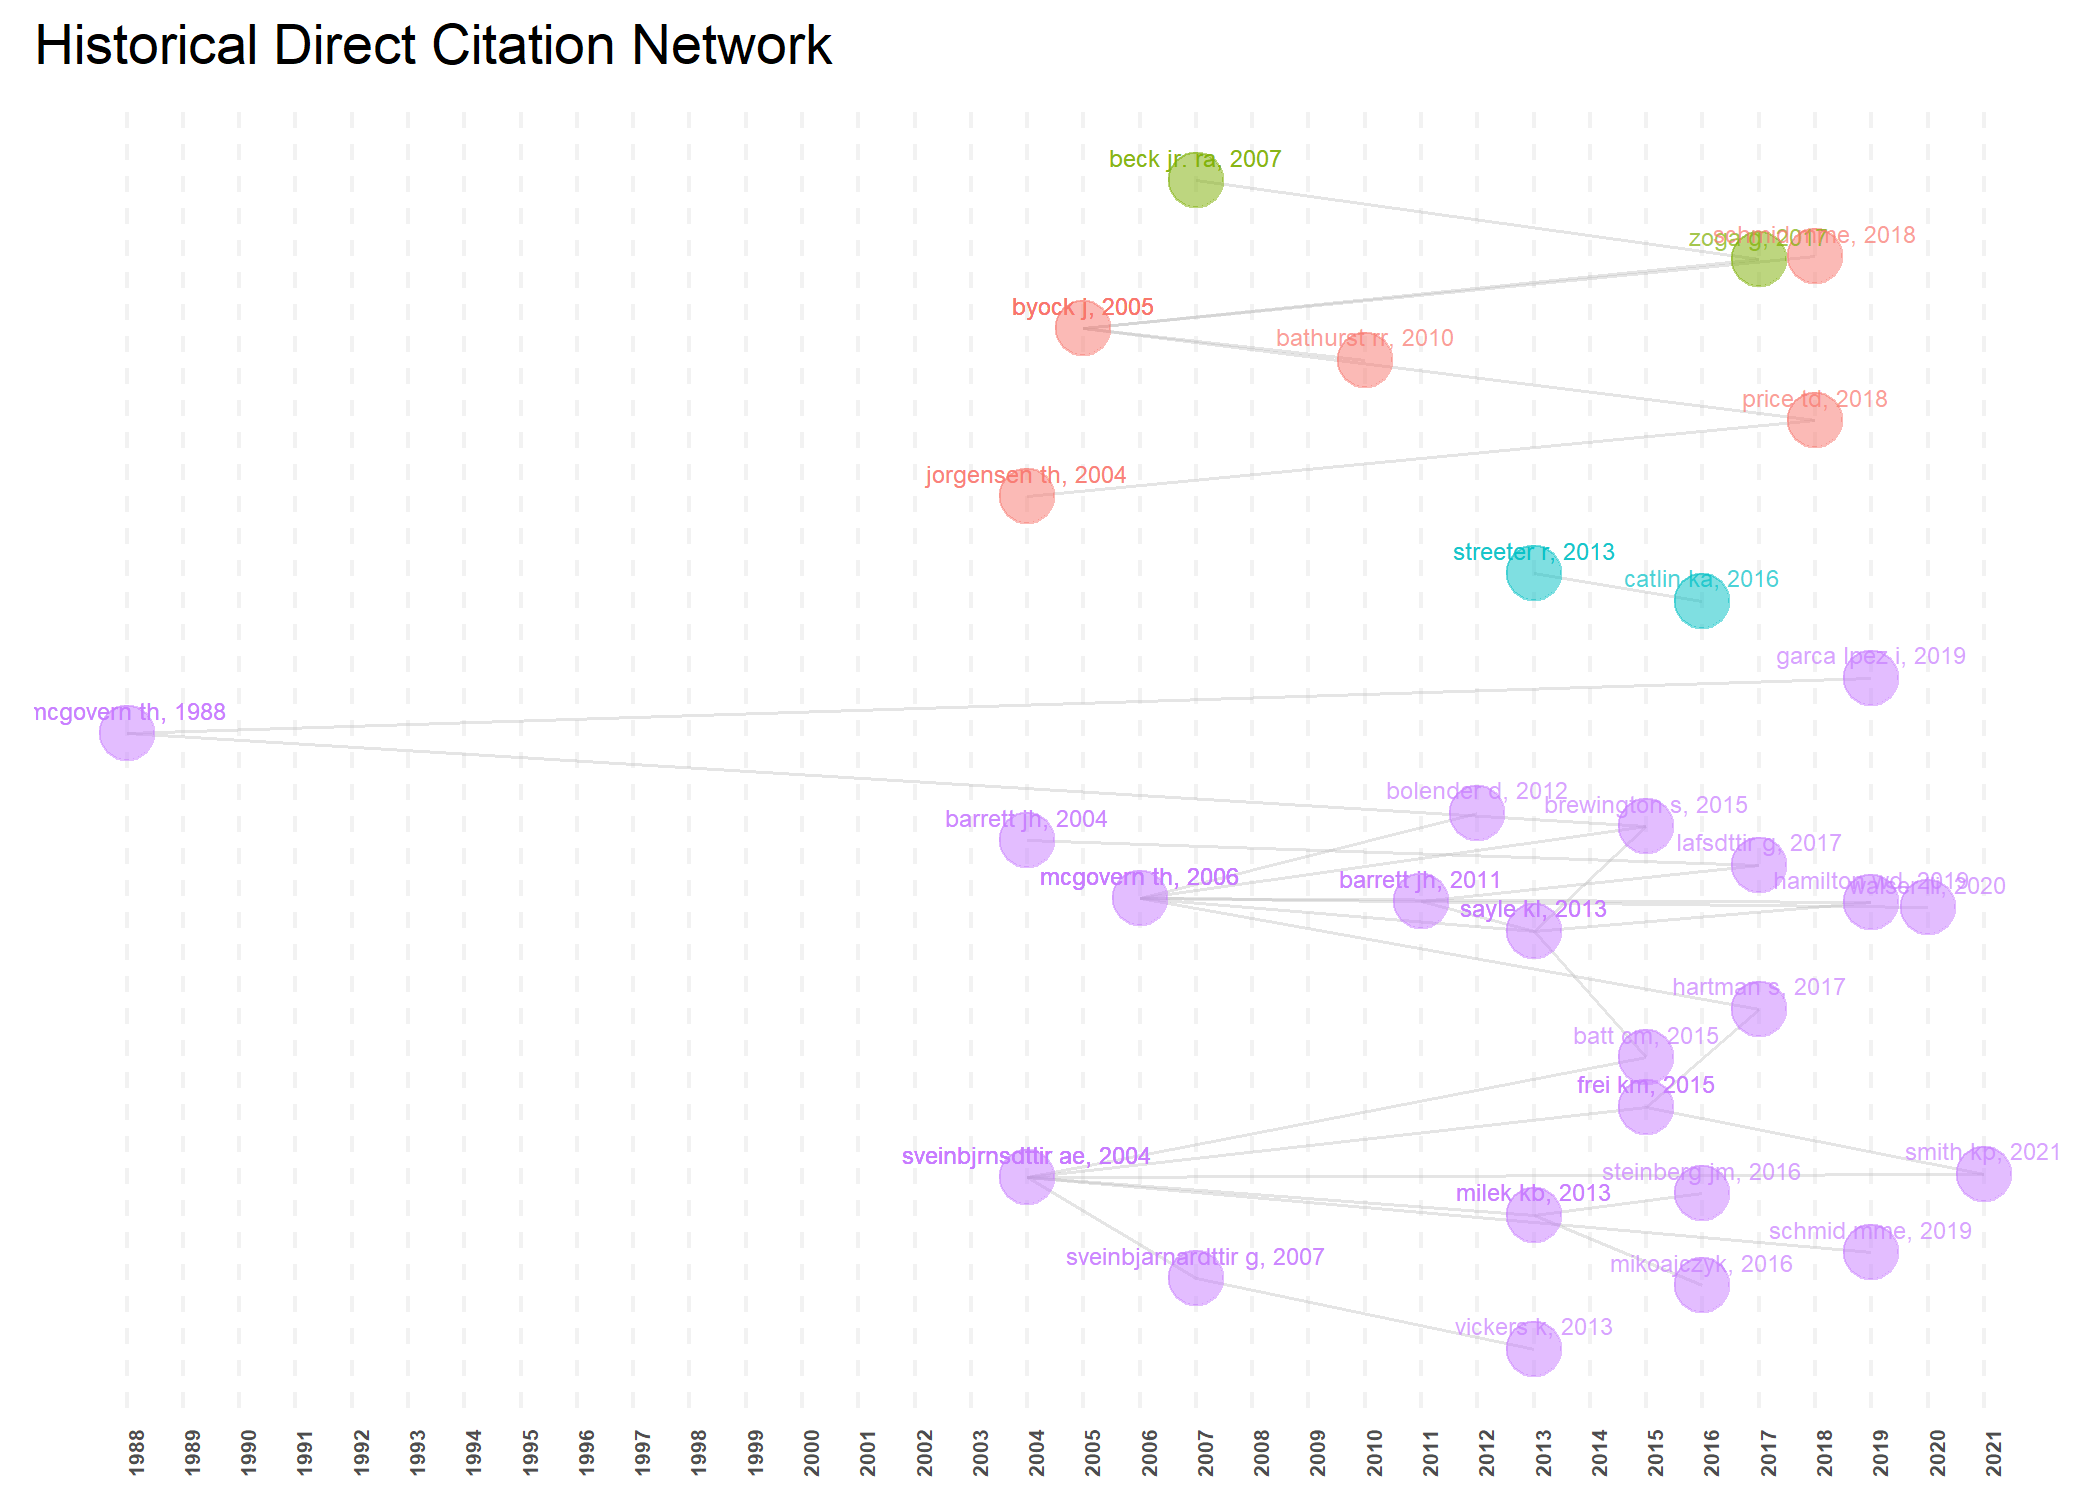 Historical Direct Citation Network
beck jr. ra, 2007
schmid mme, 2018
zoga g, 2017
byock j, 2005
bathurst rr, 2010
price td, 2018
jorgensen th, 2004
streeter r, 2013
catlin ka, 2016
garca lpez i, 2019
mcgovern th, 1988
bolender d, 2012
brewington s, 2015
barrett jh, 2004
lafsdttir g, 2017
mcgovern th, 2006
barrett jh, 2011
hamilton wd, 2019
2020
sayle kl, 2013
hartman s, 2017
batt cm, 2015
frei km, 2015
sveinbjrnsdttir ae, 2004
smith kp, 2021
steinberg jm, 2016
milek kb, 2013
schmid mme, 2019
sveinbjarnardttir g, 2007
mikoajczyk, 2016
vickers k, 2013
1988
1989
1990
1991
1992
1993
1994
1995
1996
1997
1998
1999
2000
2001
2002
2003
2004
2005
2006
2007
2008
2009
2010
2011
2012
2013
2014
2015
2016
2017
2018
2019
2020
2021